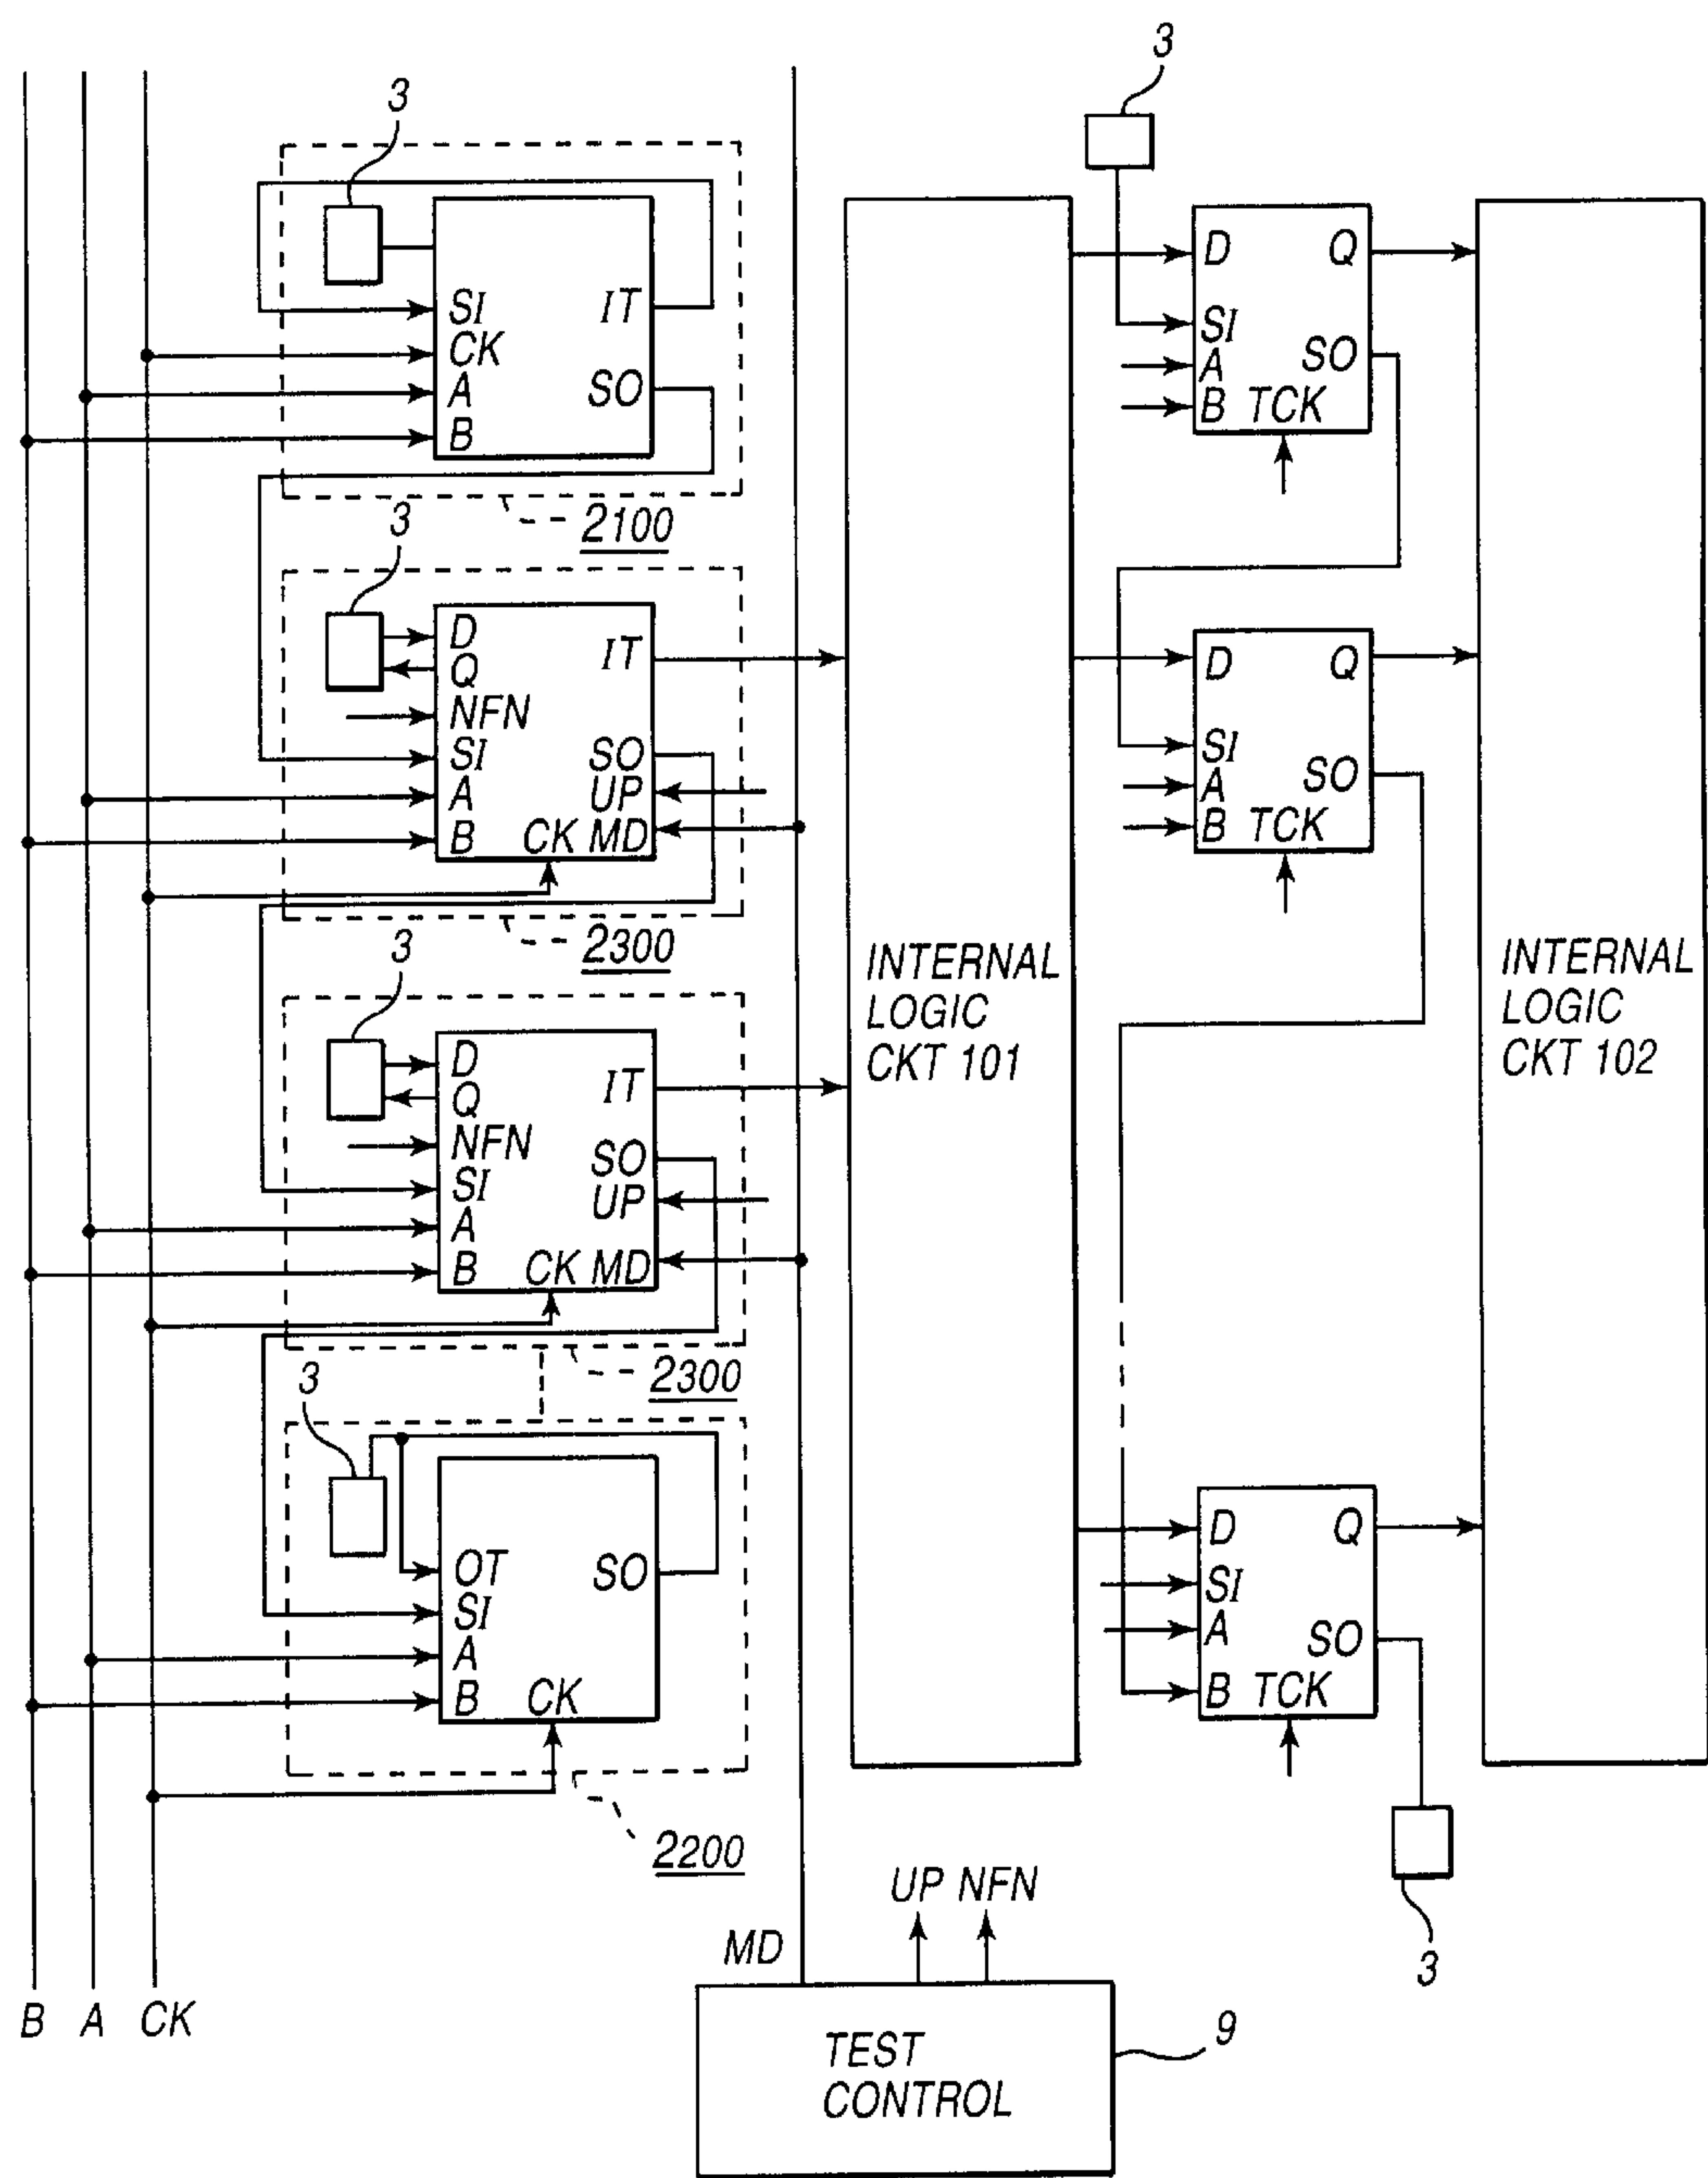 3
3
SI
CK
A
B
IT
SO
2100
3
D
Q
NFN
SI
A
B
CK MD
IT
SO
UP
2300
3
D
Q
NFN
SI
A
B
CK MD
IT
SO
UP
2300
3
OT
SI
A
B
CK
SO
2200
INTERNAL
LOGIC
CKT 101
D
SI
A
B
TCK
Q
SO
D
SI
A
B
TCK
Q
SO
D
SI
A
B
TCK
Q
SO
INTERNAL
LOGIC
CKT 102
3
UP NFN
MD
B
A
CK
TEST
CONTROL
9